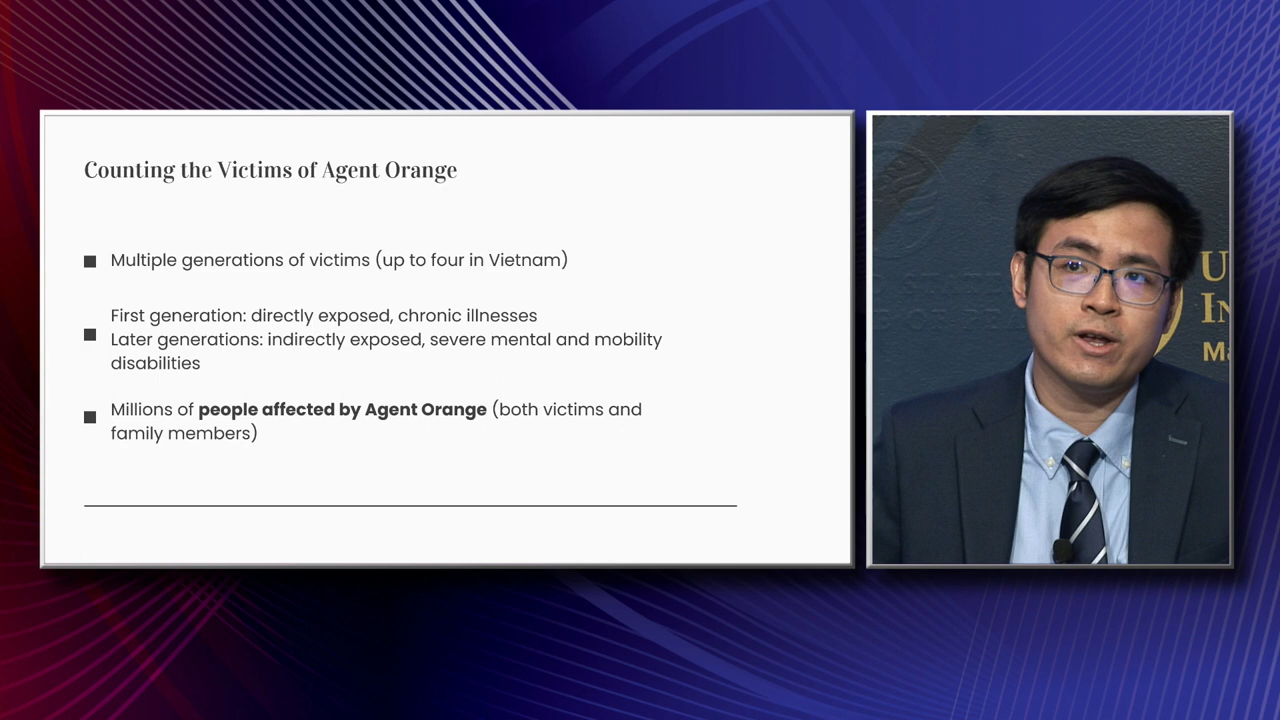 Counting the Victims of Agent Orange
Multiple generations of victims (up to four in Vietnam)
First generation: directly exposed, chronic illnesses
Later generations: indirectly exposed, severe mental and mobility
disabilities
Millions of people affected by Agent Orange (both victims and
family members)
U
IN
Ma